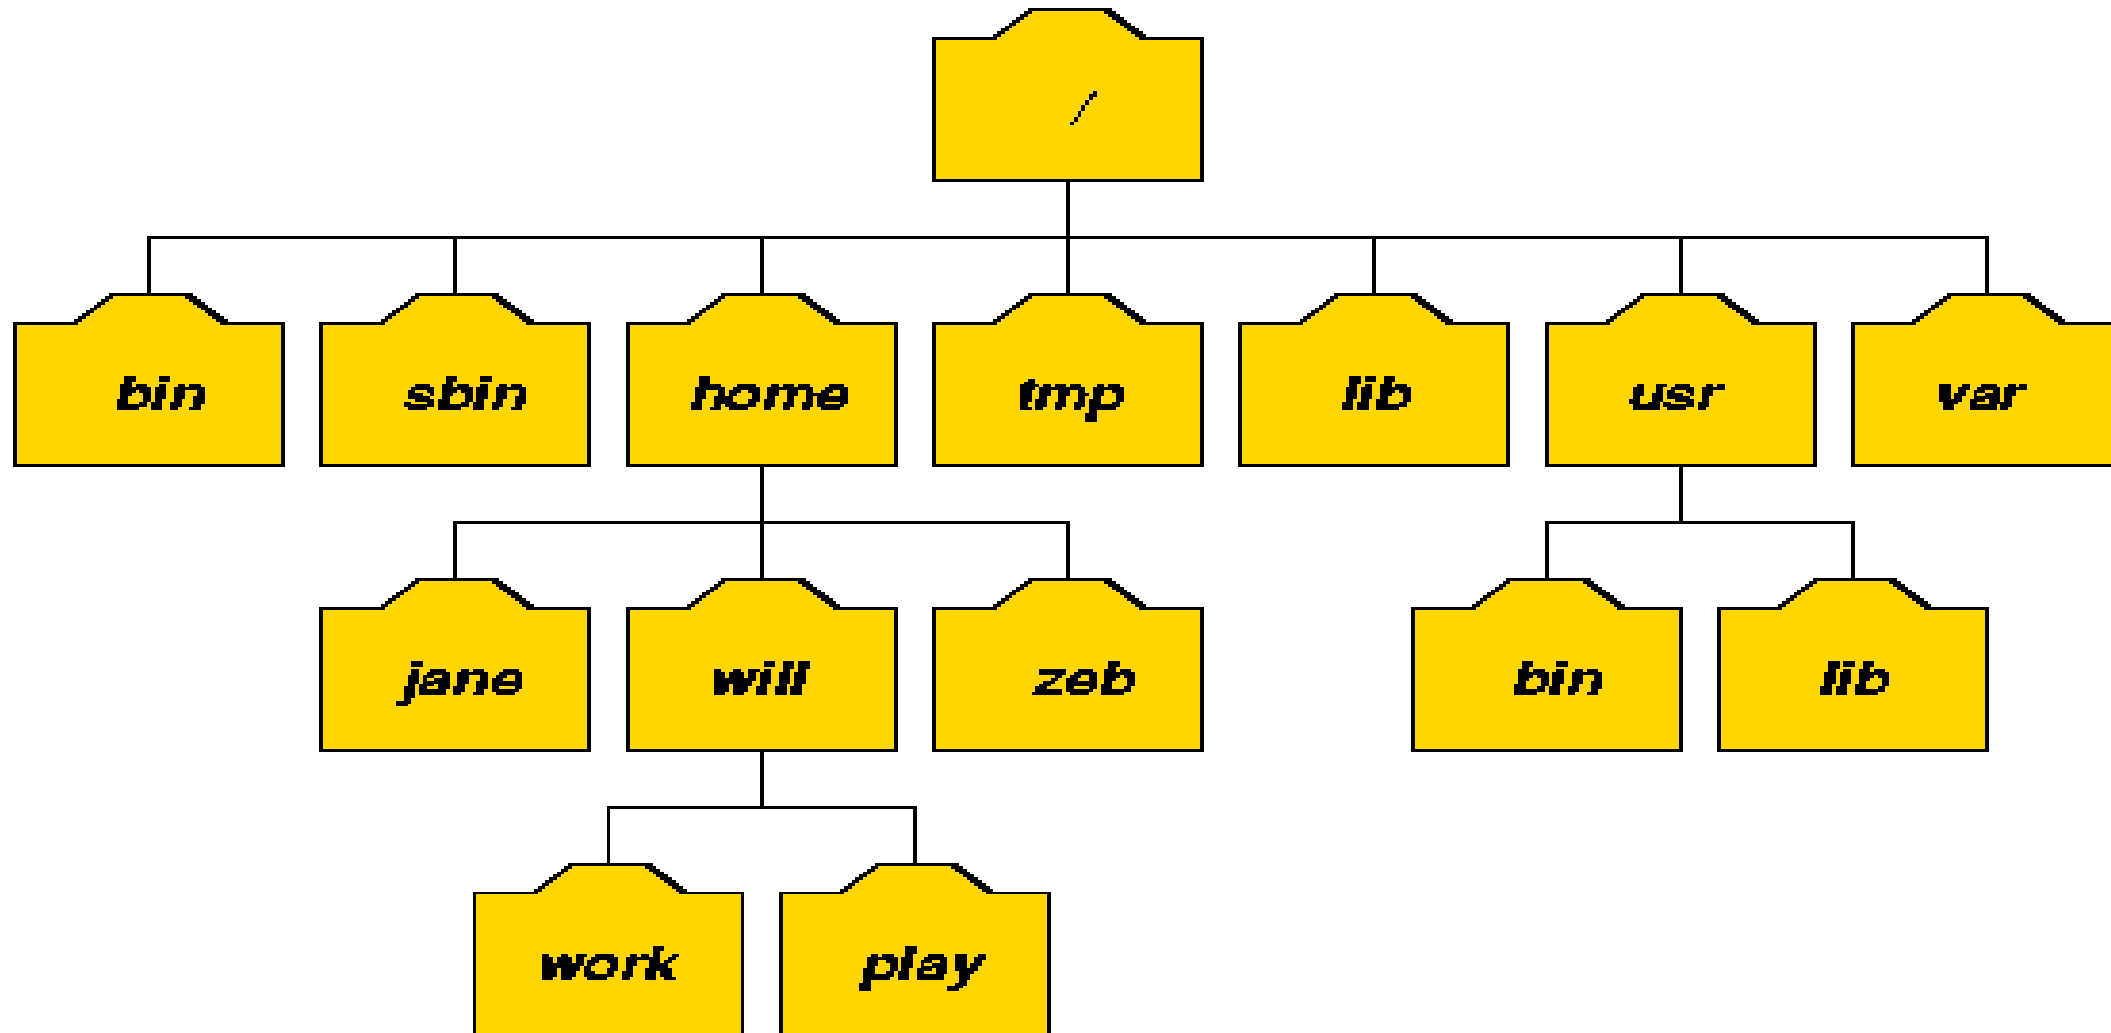 /
bin sbin home tmp lib usr var
jane will zeb bin lib
work play